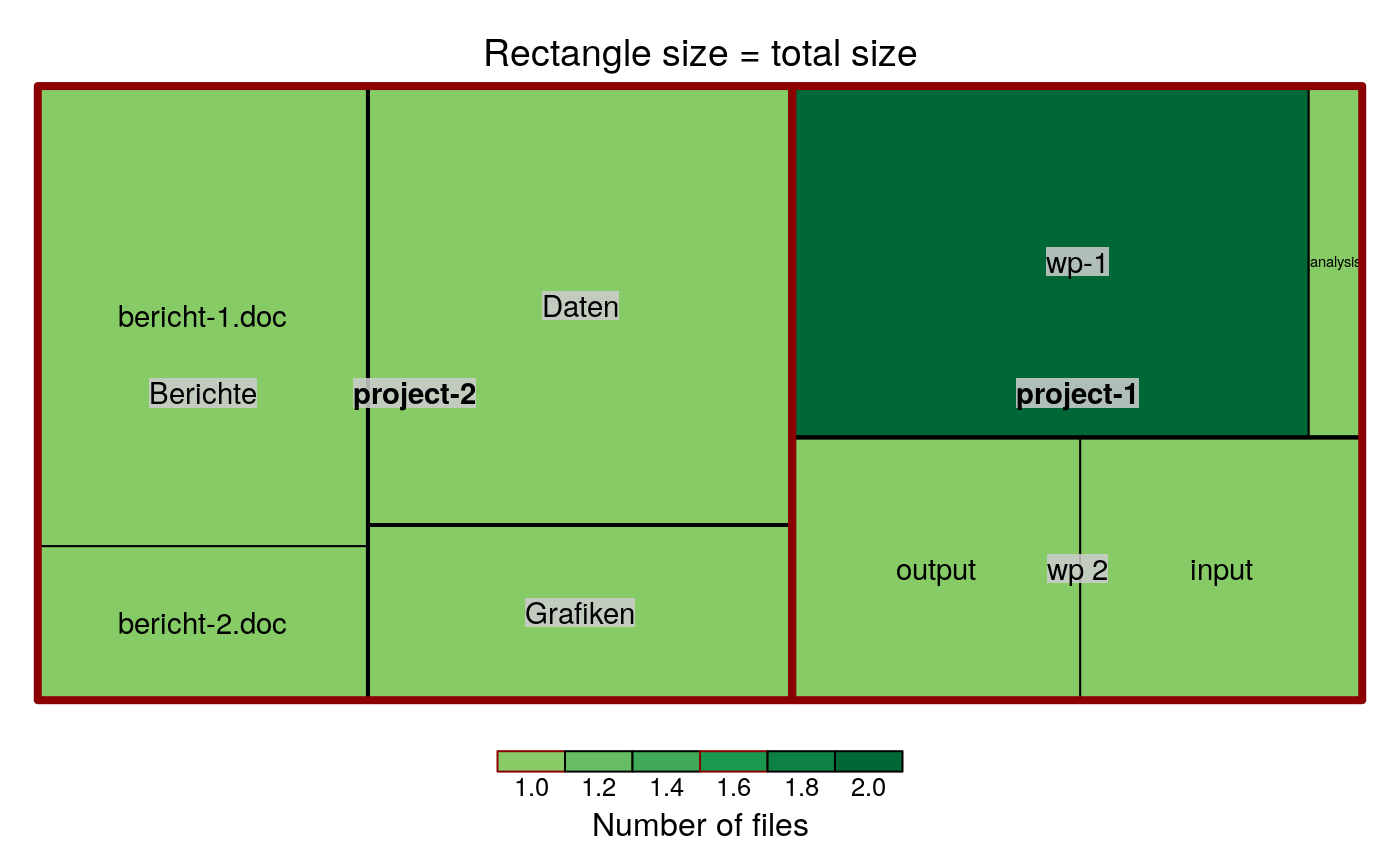 Rectangle size = total size
bericht-1.doc
Berichte
bericht-2.doc
project-2
Daten
Grafiken
wp-1
analysis
project-1
output
wp 2
input
1.0 1.2 1.4 1.6 1.8 2.0
Number of files